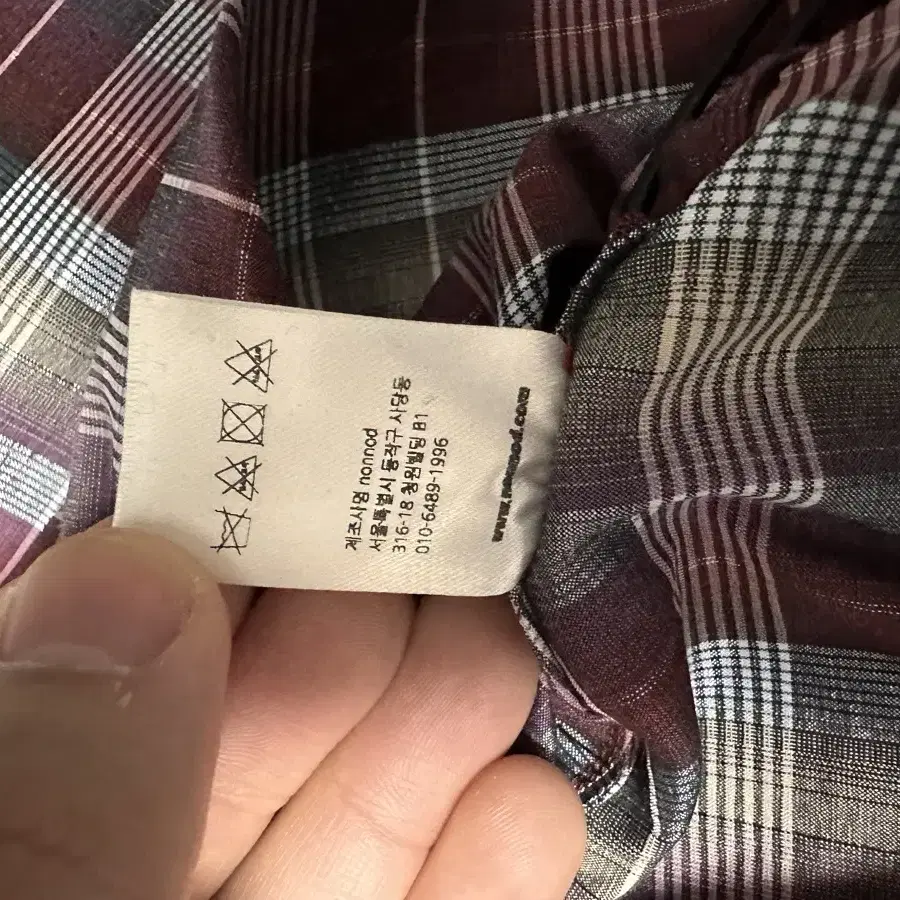 제조사명 nonnod
서울특별시 동작구 사당동
316-18 청원빌딩 B1
010-6489-1996
www.nonnod.com